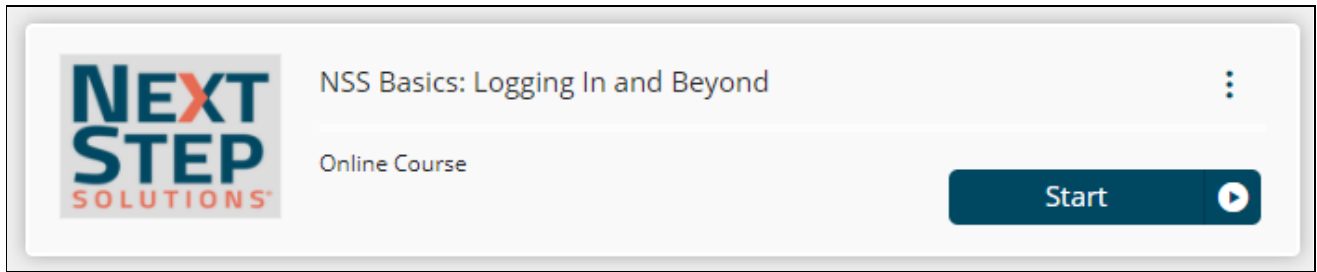 NEXT
STEP
SOLUTIONS
NSS Basics: Logging In and Beyond
Online Course
Start